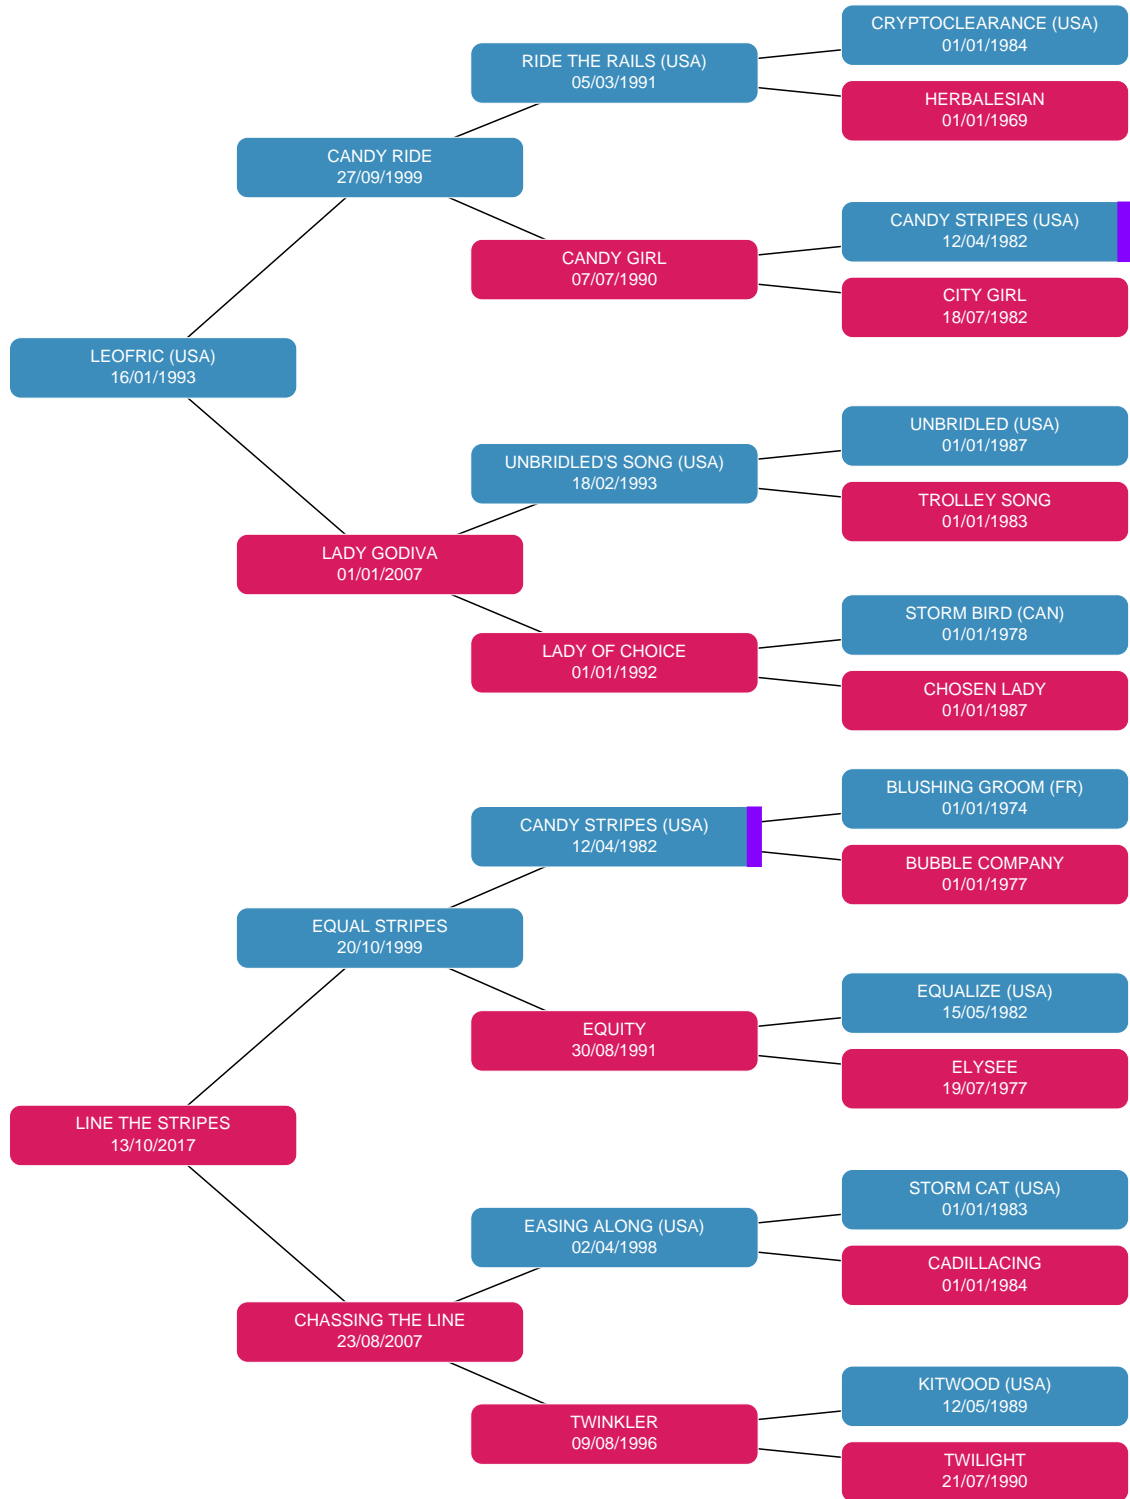 CRYPTOCLEARANCE (USA)
01/01/1984
RIDE THE RAILS (USA)
05/03/1991
HERBALESIAN
01/01/1969
CANDY RIDE
27/09/1999
CANDY STRIPES (USA)
12/04/1982
CANDY GIRL
07/07/1990
CITY GIRL
18/07/1982
LEOFRIC (USA)
16/01/1993
UNBRIDLED (USA)
01/01/1987
UNBRIDLED'S SONG (USA)
18/02/1993
TROLLEY SONG
01/01/1983
LADY GODIVA
01/01/2007
STORM BIRD (CAN)
01/01/1978
LADY OF CHOICE
01/01/1992
CHOSEN LADY
01/01/1987
BLUSHING GROOM (FR)
01/01/1974
CANDY STRIPES (USA)
12/04/1982
BUBBLE COMPANY
01/01/1977
EQUAL STRIPES
20/10/1999
EQUALIZE (USA)
15/05/1982
EQUITY
30/08/1991
ELYSEE
19/07/1977
LINE THE STRIPES
13/10/2017
STORM CAT (USA)
01/01/1983
EASING ALONG (USA)
02/04/1998
CADILLACING
01/01/1984
CHASSING THE LINE
23/08/2007
KITWOOD (USA)
12/05/1989
TWINKLER
09/08/1996
TWILIGHT
21/07/1990